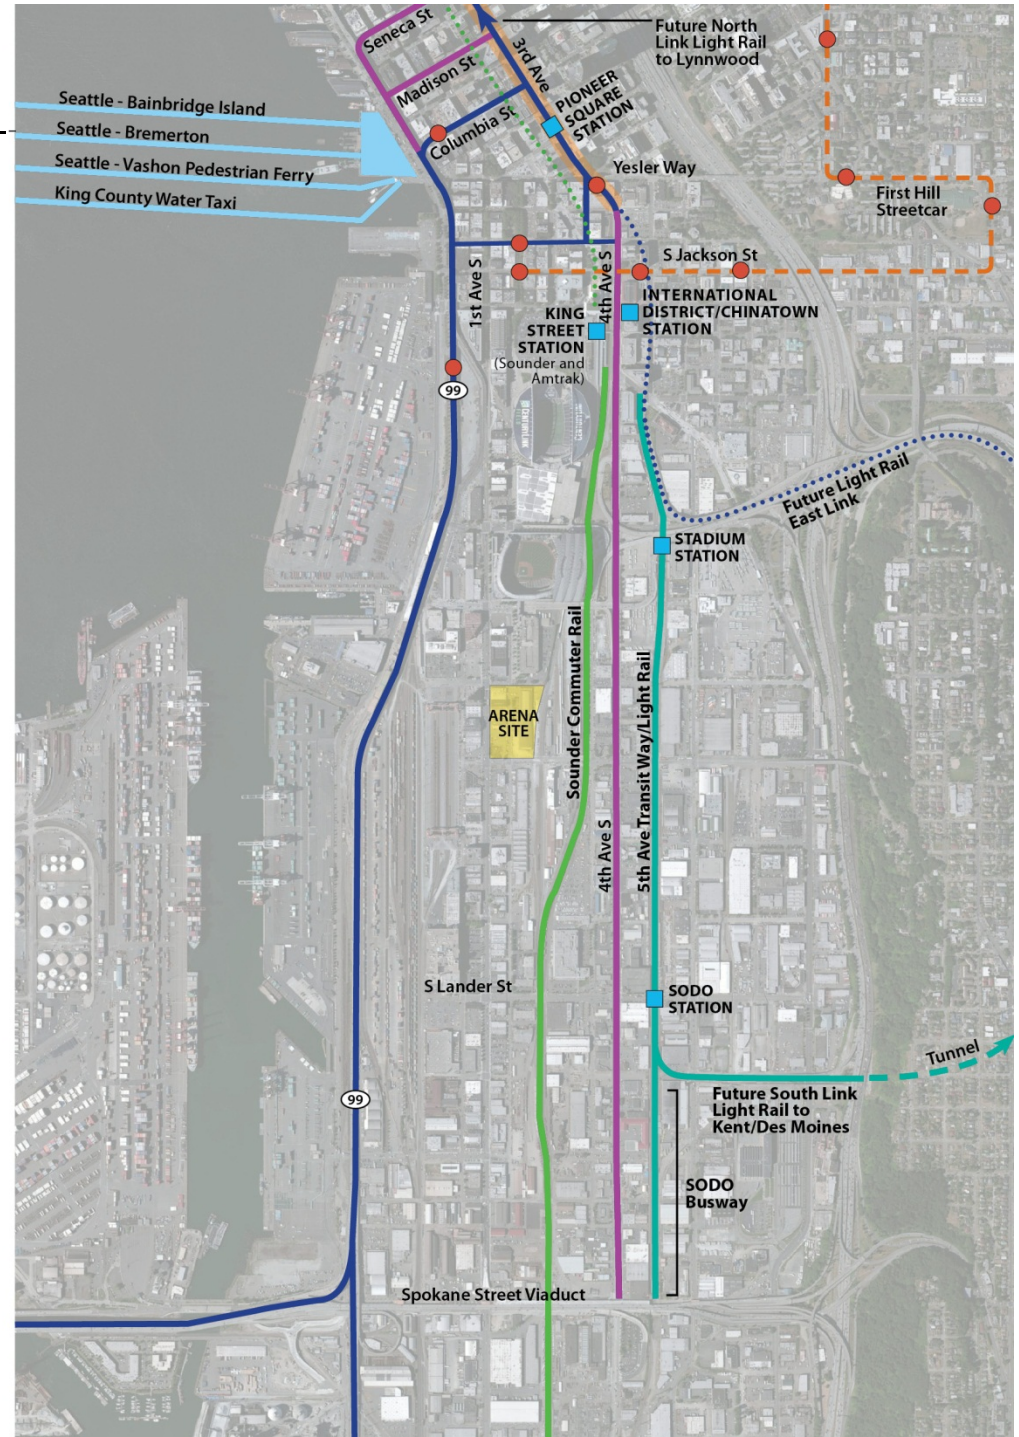 Seneca St
Future North
Link Light Rail
to Lynnwood
3rd Ave
Madison St
Seattle - Bainbridge Island
PIONEER
SQUARE
STATION
Columbia St
Seattle - Bremerton
Seattle - Vashon Pedestrian Ferry
Yesler Way
King County Water Taxi
First Hill
Streetcar
S Jackson St
1st Ave S
4th Ave S
INTERNATIONAL
DISTRICT/CHINATOWN
STATION
KING
STREET
STATION
(Sounder and
Amtrak)
99
Future Light Rail
East Link
STADIUM
STATION
Sounder Commuter Rail
5th Ave Transit Way/Light Rail
ARENA
SITE
4th Ave S
S Lander St
SODO
STATION
Tunnel
99
Future South Link
Light Rail to
Kent/Des Moines
SODO
Busway
Spokane Street Viaduct